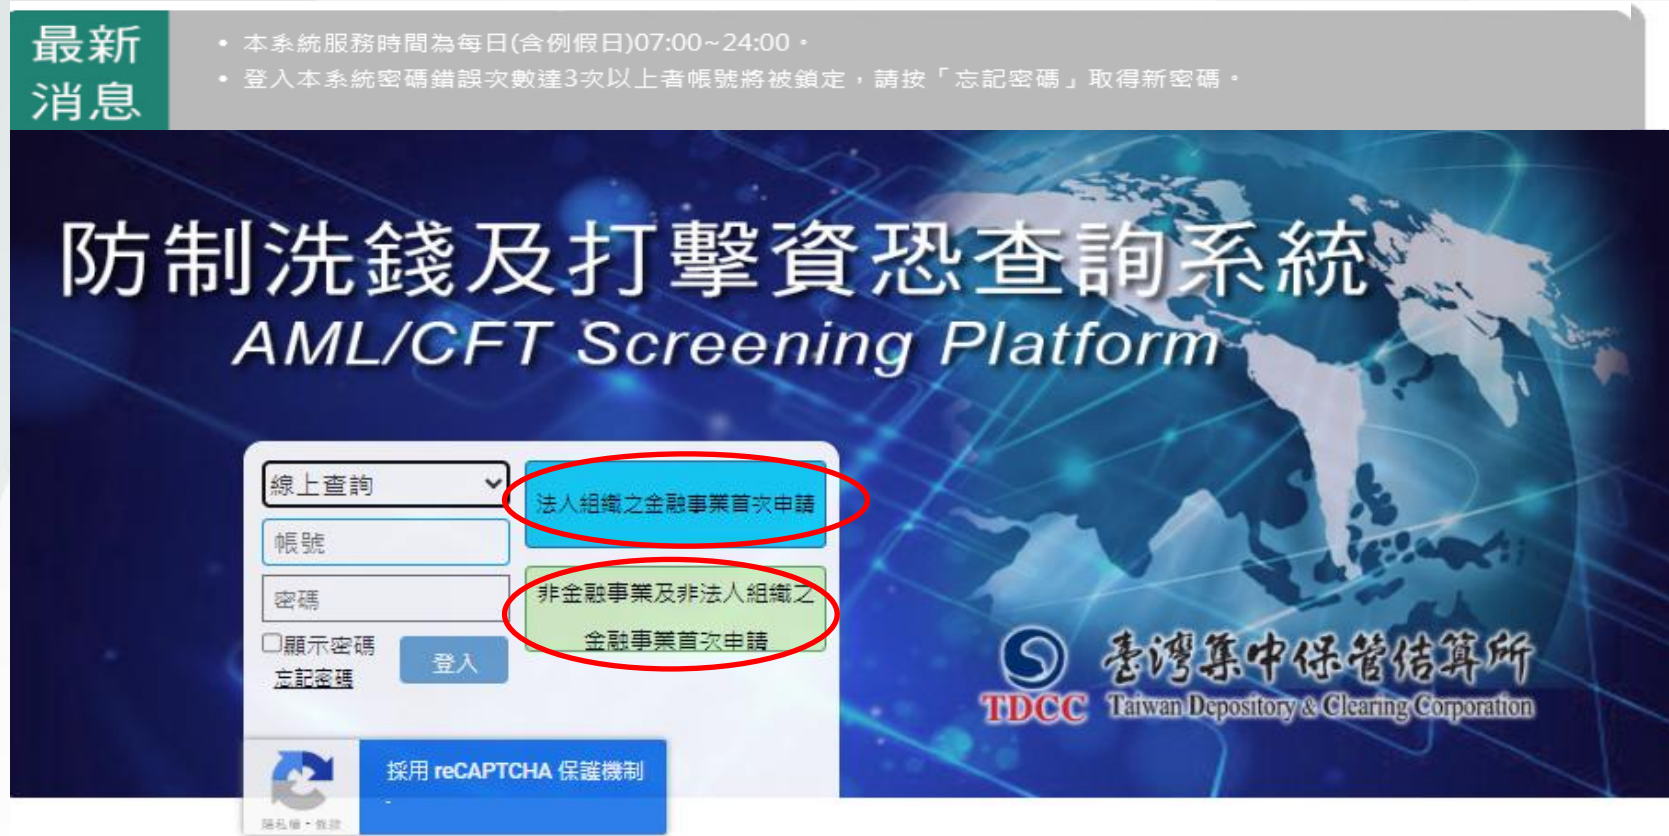 最新
消息
• 本系統服務時間為每日(含例假日)07:00~24:00。
• 登入本系統密碼錯誤次數達3次以上者帳號將被鎖定，請按「忘記密碼」取得新密碼。
防制洗錢及打擊資恐查詢系統
AML/CFT Screening Platform
線上查詢
帳號
密碼
顯示密碼
忘記密碼
登入
法人組織之金融事業首次申請
非金融事業及非法人組織之
金融事業首次申請
臺灣集中保管結算所
TDCC Taiwan Depository & Clearing Corporation
採用 reCAPTCHA 保護機制
-
隱私權 • 條款